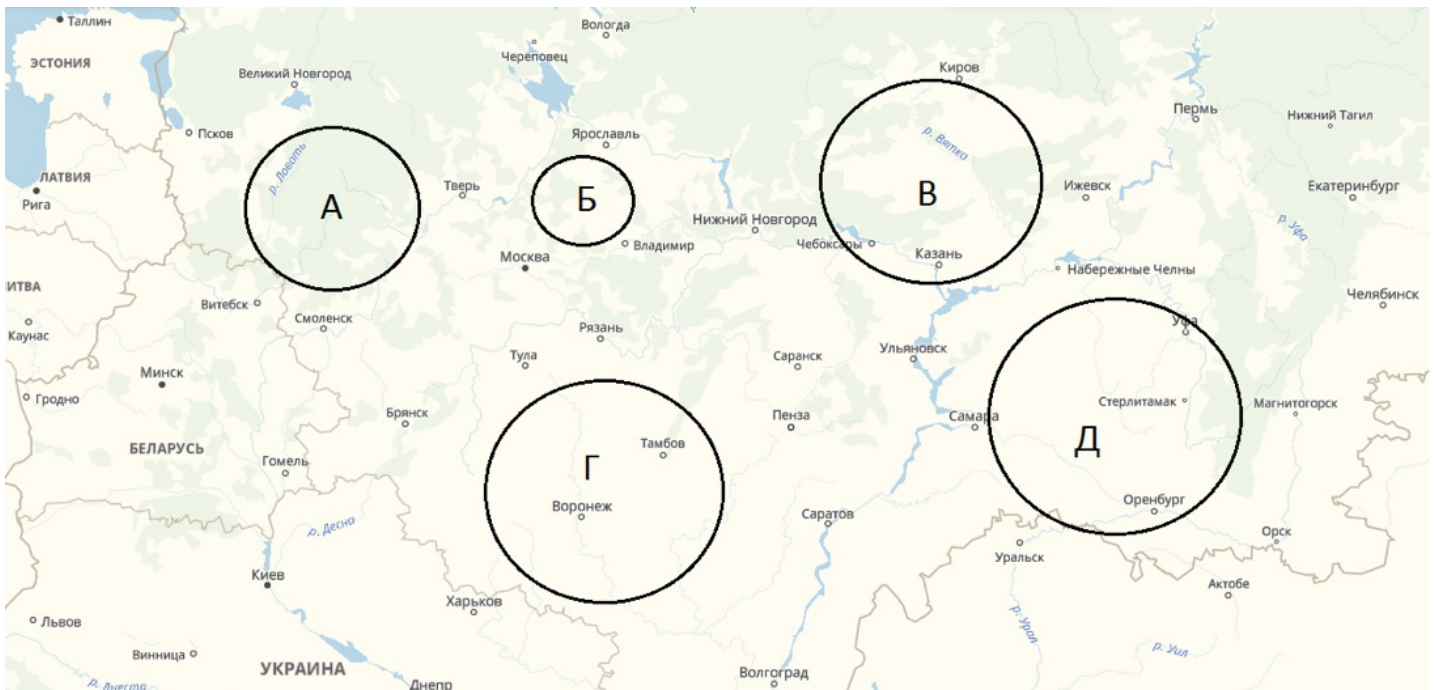 Таллин
Вологда
Череповец
ЭСТОНИЯ
Великий Новгород
Киров
Пермь
Нижний Тагил
Псков
Ярославль
р. Вятка
р. Ловать
ЛАТВИЯ
Рига
Тверь
А
Б
В
Ижевск
Екатеринбург
Нижний Новгород
р. Уфа
Владимир
Чебоксары
Москва
Казань
Набережные Челны
ИТВА
Витебск
Челябинск
Каунас
Смоленск
Рязань
Уфа
Тула
Саранск
Ульяновск
Минск
Гродно
Брянск
Пенза
Самара
Стерлитамак
Магнитогорск
БЕЛАРУСЬ
Тамбов
Д
Гомель
Г
Воронеж
Оренбург
Саратов
р. Десна
Орск
Уральск
Киев
Актобе
Харьков
Львов
р. Урал
Винница
р. Уил
УКРАИНА
Волгоград
Днепр
р. Днестр